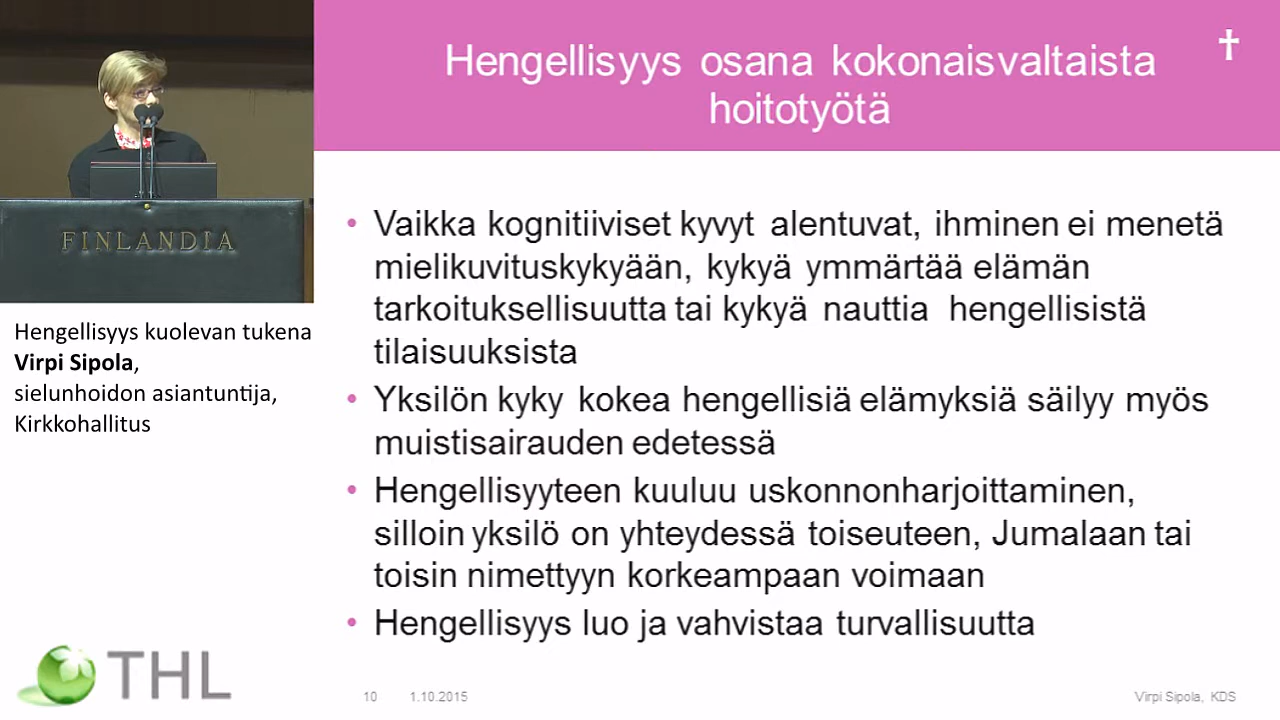 FINLANDIA
Hengellisyys kuolevan tukena
Virpi Sipola,
sielunhoidon asiantuntija,
Kirkkohallitus
THL
Hengellisyys osana kokonaisvaltaista
hoitotyötä
• Vaikka kognitiiviset kyvyt alentuvat, ihminen ei menetä
mielikuvituskykyään, kykyä ymmärtää elämän
tarkoituksellisuutta tai kykyä nauttia hengellisistä
tilaisuuksista
• Yksilön kyky kokea hengellisiä elämyksiä säilyy myös
muistisairauden edetessä
• Hengellisyyteen kuuluu uskonnonharjoittaminen,
silloin yksilö on yhteydessä toiseuteen, Jumalaan tai
toisin nimettyyn korkeampaan voimaan
• Hengellisyys luo ja vahvistaa turvallisuutta
10 1.10.2015 Virpi Sipola, KDS